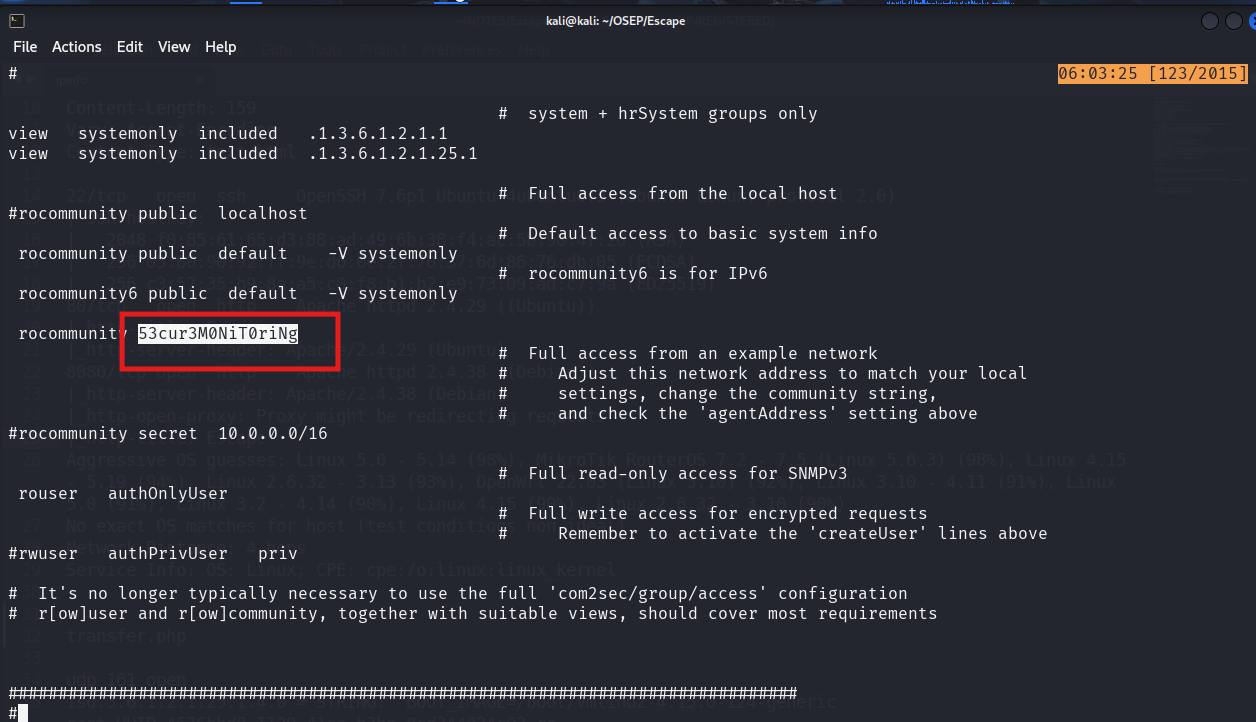 kali@kali: ~/OSEP/Escape
File Actions Edit View Help
# 06:03:25 [123/2015]
# system + hrSystem groups only
view systemonly included .1.3.6.1.2.1.1
view systemonly included .1.3.6.1.2.1.25.1
# Full access from the local host
#rocommunity public localhost
# Default access to basic system info
rocommunity public default -V systemonly
# rocommunity6 is for IPv6
rocommunity6 public default -V systemonly
rocommunity 53cur3M0NiT0riNg
# Full access from an example network
# Adjust this network address to match your local
# settings, change the community string,
# and check the 'agentAddress' setting above
#rocommunity secret 10.0.0.0/16
# Full read-only access for SNMPv3
rouser authOnlyUser
# Full write access for encrypted requests
# Remember to activate the 'createUser' lines above
#rwuser authPrivUser priv
# It's no longer typically necessary to use the full 'com2sec/group/access' configuration
# r[ow]user and r[ow]community, together with suitable views, should cover most requirements
transfer.php
udp 161 open
###############################################################################
#